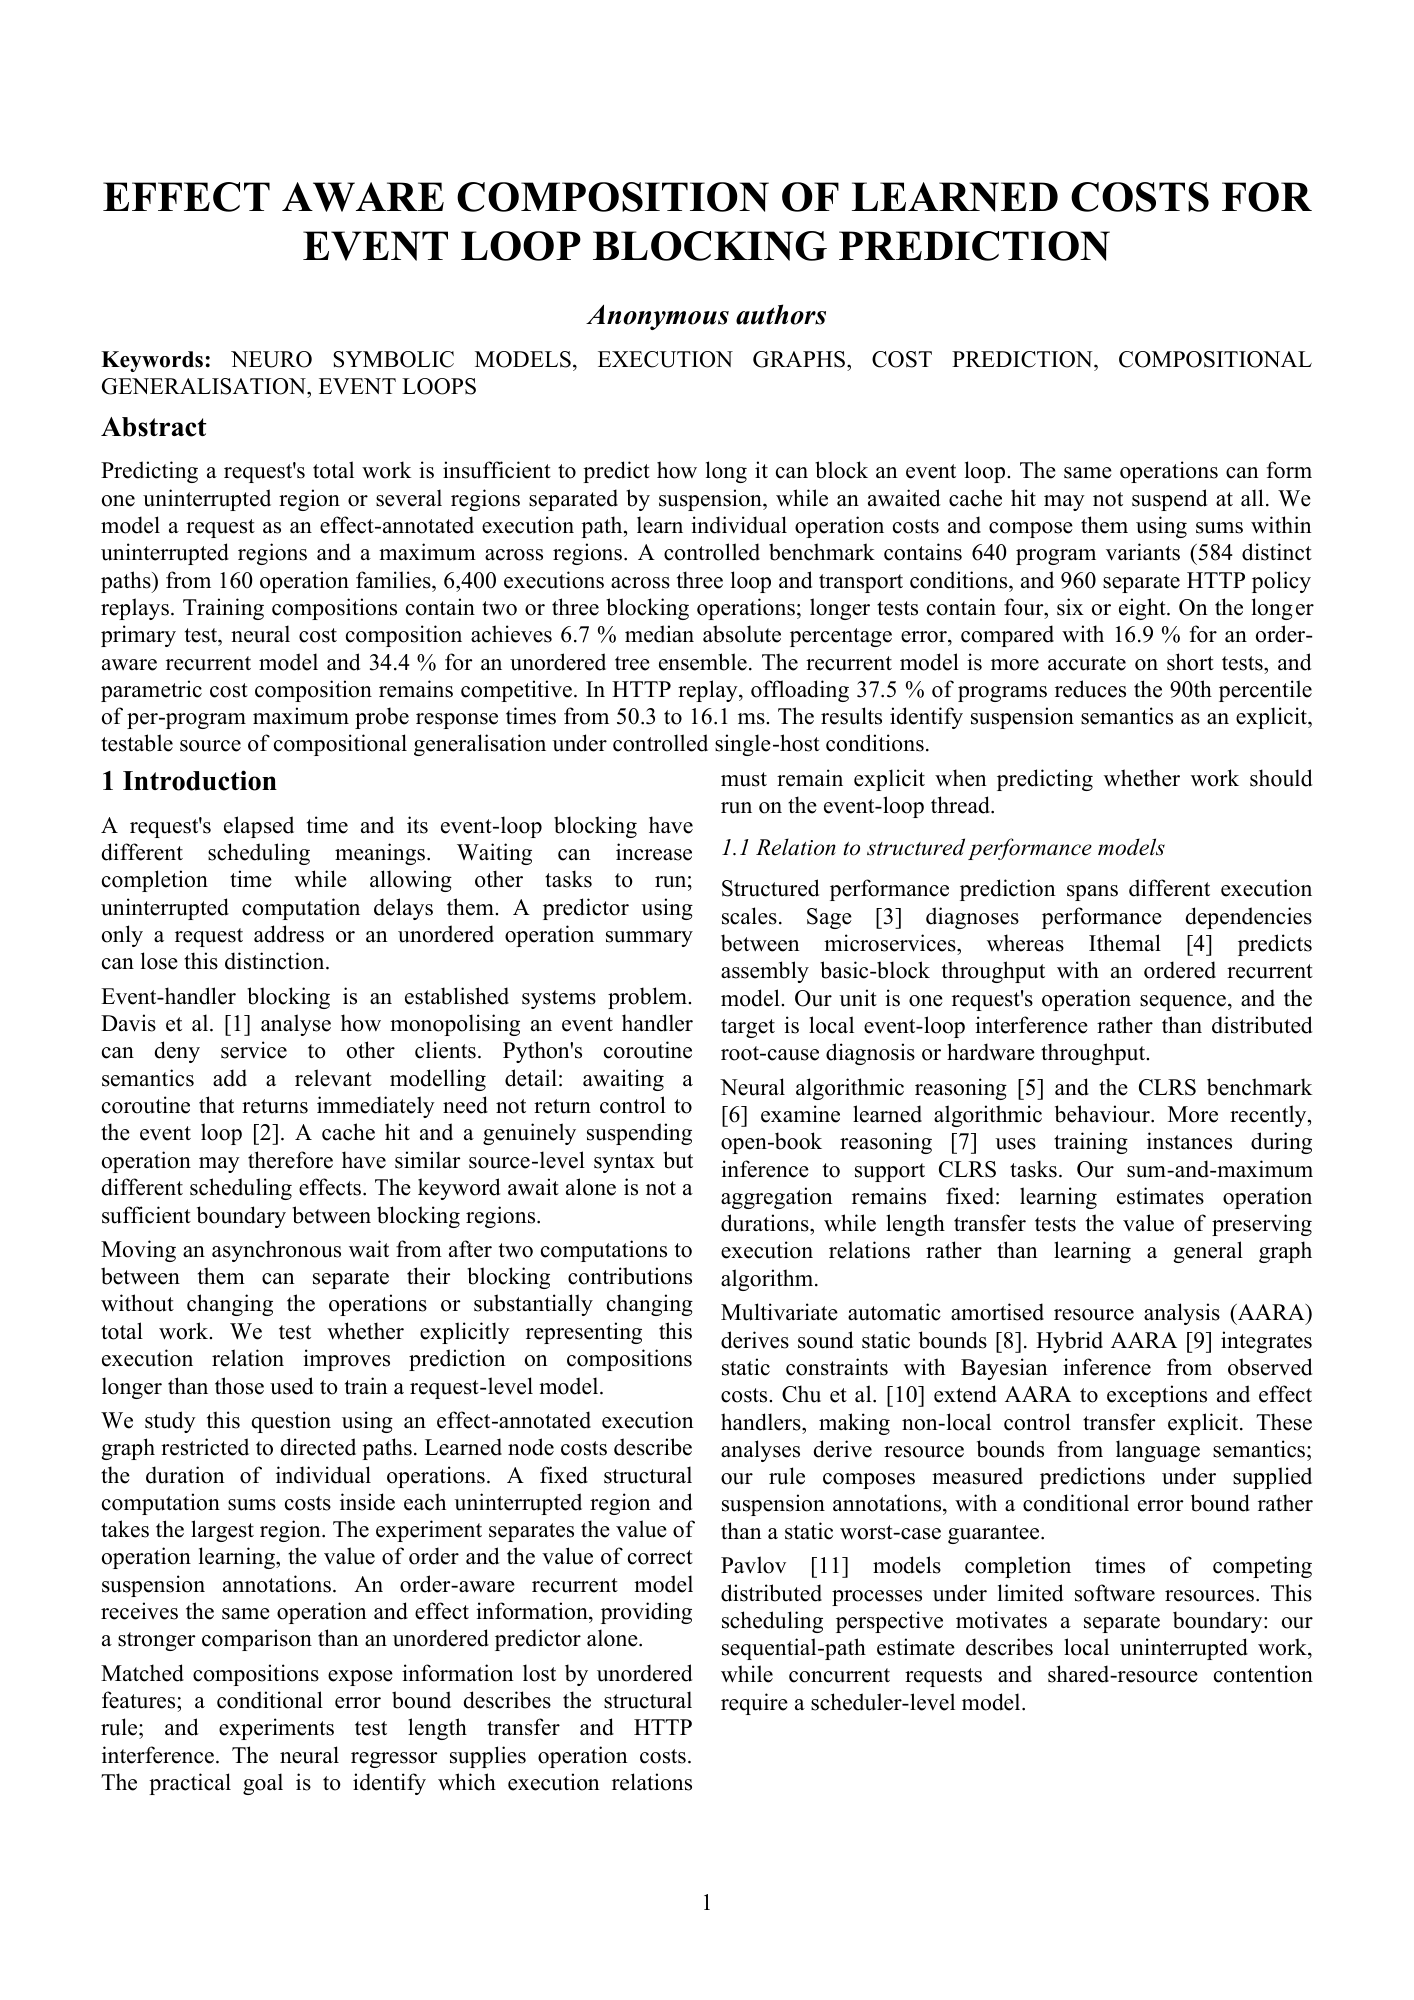 EFFECT AWARE COMPOSITION OF LEARNED COSTS FOR
EVENT LOOP BLOCKING PREDICTION
Anonymous authors
Keywords: NEURO SYMBOLIC MODELS, EXECUTION GRAPHS, COST PREDICTION, COMPOSITIONAL
GENERALISATION, EVENT LOOPS
Abstract
Predicting a request's total work is insufficient to predict how long it can block an event loop. The same operations can form
one uninterrupted region or several regions separated by suspension, while an awaited cache hit may not suspend at all. We
model a request as an effect-annotated execution path, learn individual operation costs and compose them using sums within
uninterrupted regions and a maximum across regions. A controlled benchmark contains 640 program variants (584 distinct
paths) from 160 operation families, 6,400 executions across three loop and transport conditions, and 960 separate HTTP policy
replays. Training compositions contain two or three blocking operations; longer tests contain four, six or eight. On the longer
primary test, neural cost composition achieves 6.7 % median absolute percentage error, compared with 16.9 % for an order-
aware recurrent model and 34.4 % for an unordered tree ensemble. The recurrent model is more accurate on short tests, and
parametric cost composition remains competitive. In HTTP replay, offloading 37.5 % of programs reduces the 90th percentile
of per-program maximum probe response times from 50.3 to 16.1 ms. The results identify suspension semantics as an explicit,
testable source of compositional generalisation under controlled single-host conditions.
1 Introduction
A request's elapsed time and its event-loop blocking have
different scheduling meanings. Waiting can increase
completion time while allowing other tasks to run;
uninterrupted computation delays them. A predictor using
only a request address or an unordered operation summary
can lose this distinction.
Event-handler blocking is an established systems problem.
Davis et al. [1] analyse how monopolising an event handler
can deny service to other clients. Python's coroutine
semantics add a relevant modelling detail: awaiting a
coroutine that returns immediately need not return control to
the event loop [2]. A cache hit and a genuinely suspending
operation may therefore have similar source-level syntax but
different scheduling effects. The keyword await alone is not a
sufficient boundary between blocking regions.
Moving an asynchronous wait from after two computations to
between them can separate their blocking contributions
without changing the operations or substantially changing
total work. We test whether explicitly representing this
execution relation improves prediction on compositions
longer than those used to train a request-level model.
We study this question using an effect-annotated execution
graph restricted to directed paths. Learned node costs describe
the duration of individual operations. A fixed structural
computation sums costs inside each uninterrupted region and
takes the largest region. The experiment separates the value of
operation learning, the value of order and the value of correct
suspension annotations. An order-aware recurrent model
receives the same operation and effect information, providing
a stronger comparison than an unordered predictor alone.
Matched compositions expose information lost by unordered
features; a conditional error bound describes the structural
rule; and experiments test length transfer and HTTP
interference. The neural regressor supplies operation costs.
The practical goal is to identify which execution relations
must remain explicit when predicting whether work should
run on the event-loop thread.
1.1 Relation to structured performance models
Structured performance prediction spans different execution
scales. Sage [3] diagnoses performance dependencies
between microservices, whereas Ithemal [4] predicts
assembly basic-block throughput with an ordered recurrent
model. Our unit is one request's operation sequence, and the
target is local event-loop interference rather than distributed
root-cause diagnosis or hardware throughput.
Neural algorithmic reasoning [5] and the CLRS benchmark
[6] examine learned algorithmic behaviour. More recently,
open-book reasoning [7] uses training instances during
inference to support CLRS tasks. Our sum-and-maximum
aggregation remains fixed: learning estimates operation
durations, while length transfer tests the value of preserving
execution relations rather than learning a general graph
algorithm.
Multivariate automatic amortised resource analysis (AARA)
derives sound static bounds [8]. Hybrid AARA [9] integrates
static constraints with Bayesian inference from observed
costs. Chu et al. [10] extend AARA to exceptions and effect
handlers, making non-local control transfer explicit. These
analyses derive resource bounds from language semantics;
our rule composes measured predictions under supplied
suspension annotations, with a conditional error bound rather
than a static worst-case guarantee.
Pavlov [11] models completion times of competing
distributed processes under limited software resources. This
scheduling perspective motivates a separate boundary: our
sequential-path estimate describes local uninterrupted work,
while concurrent requests and shared-resource contention
require a scheduler-level model.
1